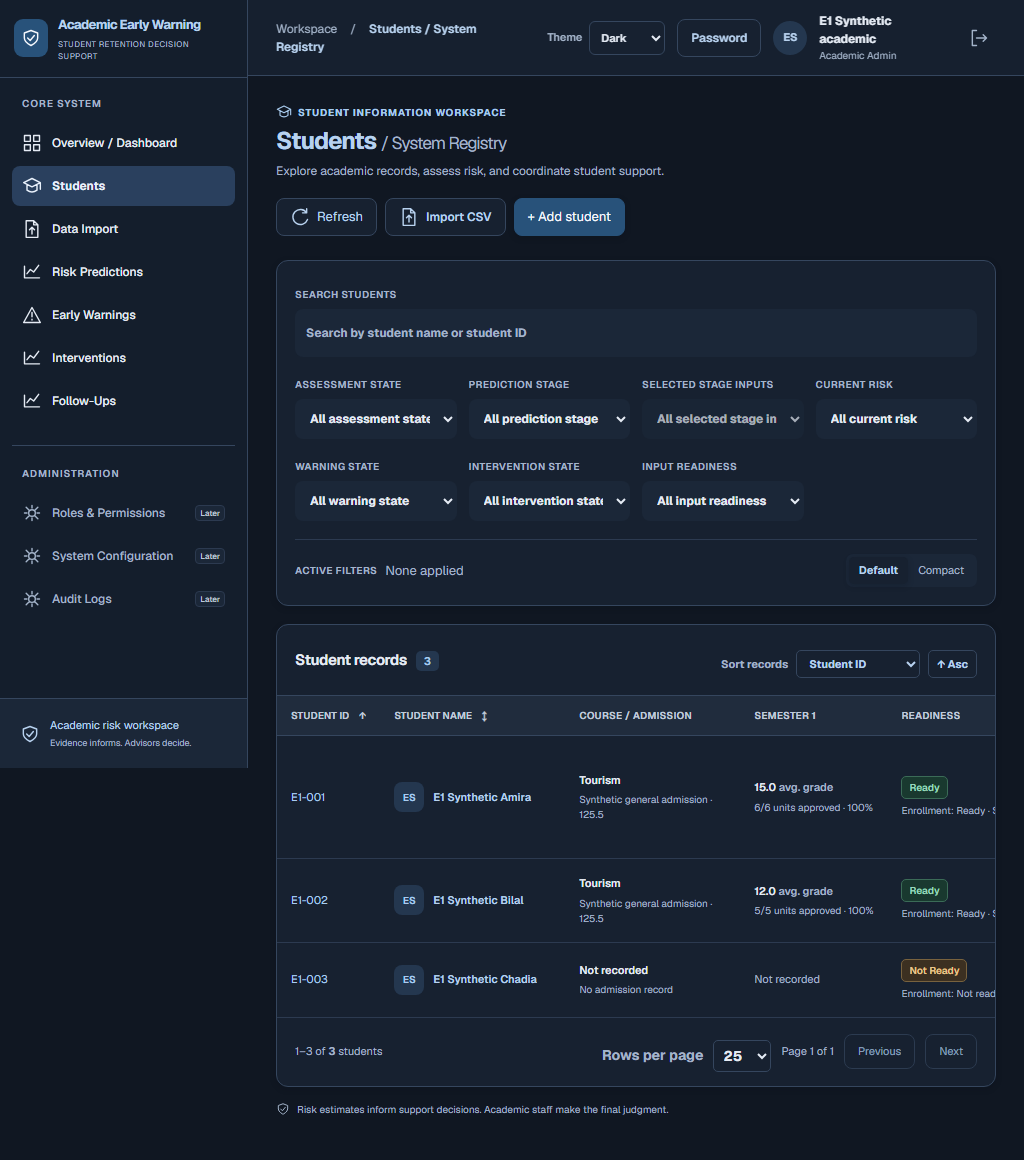 Academic Early Warning
STUDENT RETENTION DECISION
SUPPORT
CORE SYSTEM
Overview / Dashboard
Students
Data Import
Risk Predictions
Early Warnings
Interventions
Follow-Ups
ADMINISTRATION
Roles & Permissions Later
System Configuration Later
Audit Logs Later
Academic risk workspace
Evidence informs. Advisors decide.
Workspace / Students / System
Registry
Theme Dark Password ES E1 Synthetic
academic
Academic Admin
STUDENT INFORMATION WORKSPACE
Students / System Registry
Explore academic records, assess risk, and coordinate student support.
Refresh Import CSV + Add student
SEARCH STUDENTS
Search by student name or student ID
ASSESSMENT STATE PREDICTION STAGE SELECTED STAGE INPUTS CURRENT RISK
All assessment state All prediction stage All selected stage in All current risk
WARNING STATE INTERVENTION STATE INPUT READINESS
All warning state All intervention state All input readiness
ACTIVE FILTERS None applied Default Compact
Student records 3 Sort records Student ID ↑ Asc
STUDENT ID ↑ STUDENT NAME ↕ COURSE / ADMISSION SEMESTER 1 READINESS
E1-001 ES E1 Synthetic Amira
Tourism
Synthetic general admission ·
125.5
15.0 avg. grade
6/6 units approved · 100%
Ready
Enrollment: Ready ·
E1-002 ES E1 Synthetic Bilal
Tourism
Synthetic general admission ·
125.5
12.0 avg. grade
5/5 units approved · 100%
Ready
Enrollment: Ready ·
E1-003 ES E1 Synthetic Chadia
Not recorded
No admission record
Not recorded
Not Ready
Enrollment: Not read
1–3 of 3 students Rows per page 25 Page 1 of 1 Previous Next
Risk estimates inform support decisions. Academic staff make the final judgment.